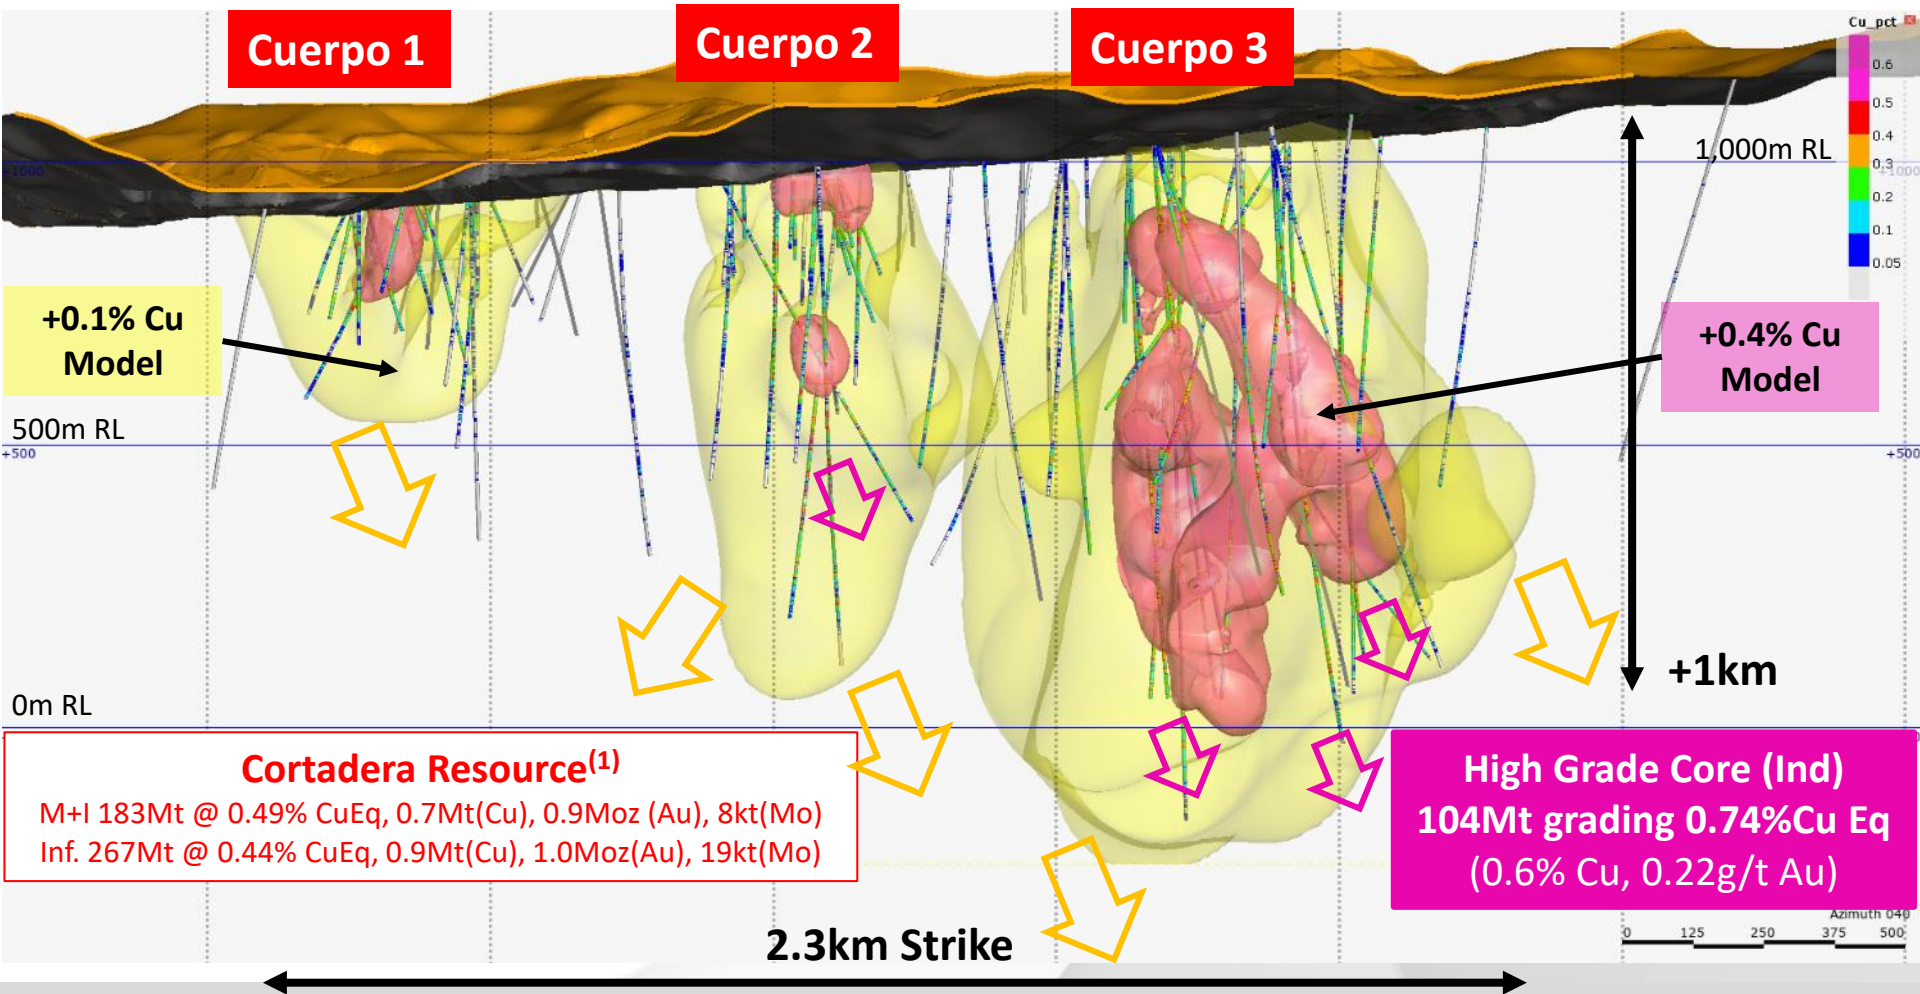 Cuerpo 1
Cuerpo 2
Cuerpo 3
Cu_pct
0.6
0.5
0.4
0.3
0.2
0.1
0.05
1,000m RL
+1000
+1000
+0.1% Cu
Model
+0.4% Cu
Model
500m RL
+500
+500
0m RL
+1km
Cortadera Resource(1)
M+I 183Mt @ 0.49% CuEq, 0.7Mt(Cu), 0.9Moz (Au), 8kt(Mo)
Inf. 267Mt @ 0.44% CuEq, 0.9Mt(Cu), 1.0Moz(Au), 19kt(Mo)
High Grade Core (Ind)
104Mt grading 0.74%Cu Eq
(0.6% Cu, 0.22g/t Au)
Azimuth 040
0 125 250 375 500
2.3km Strike